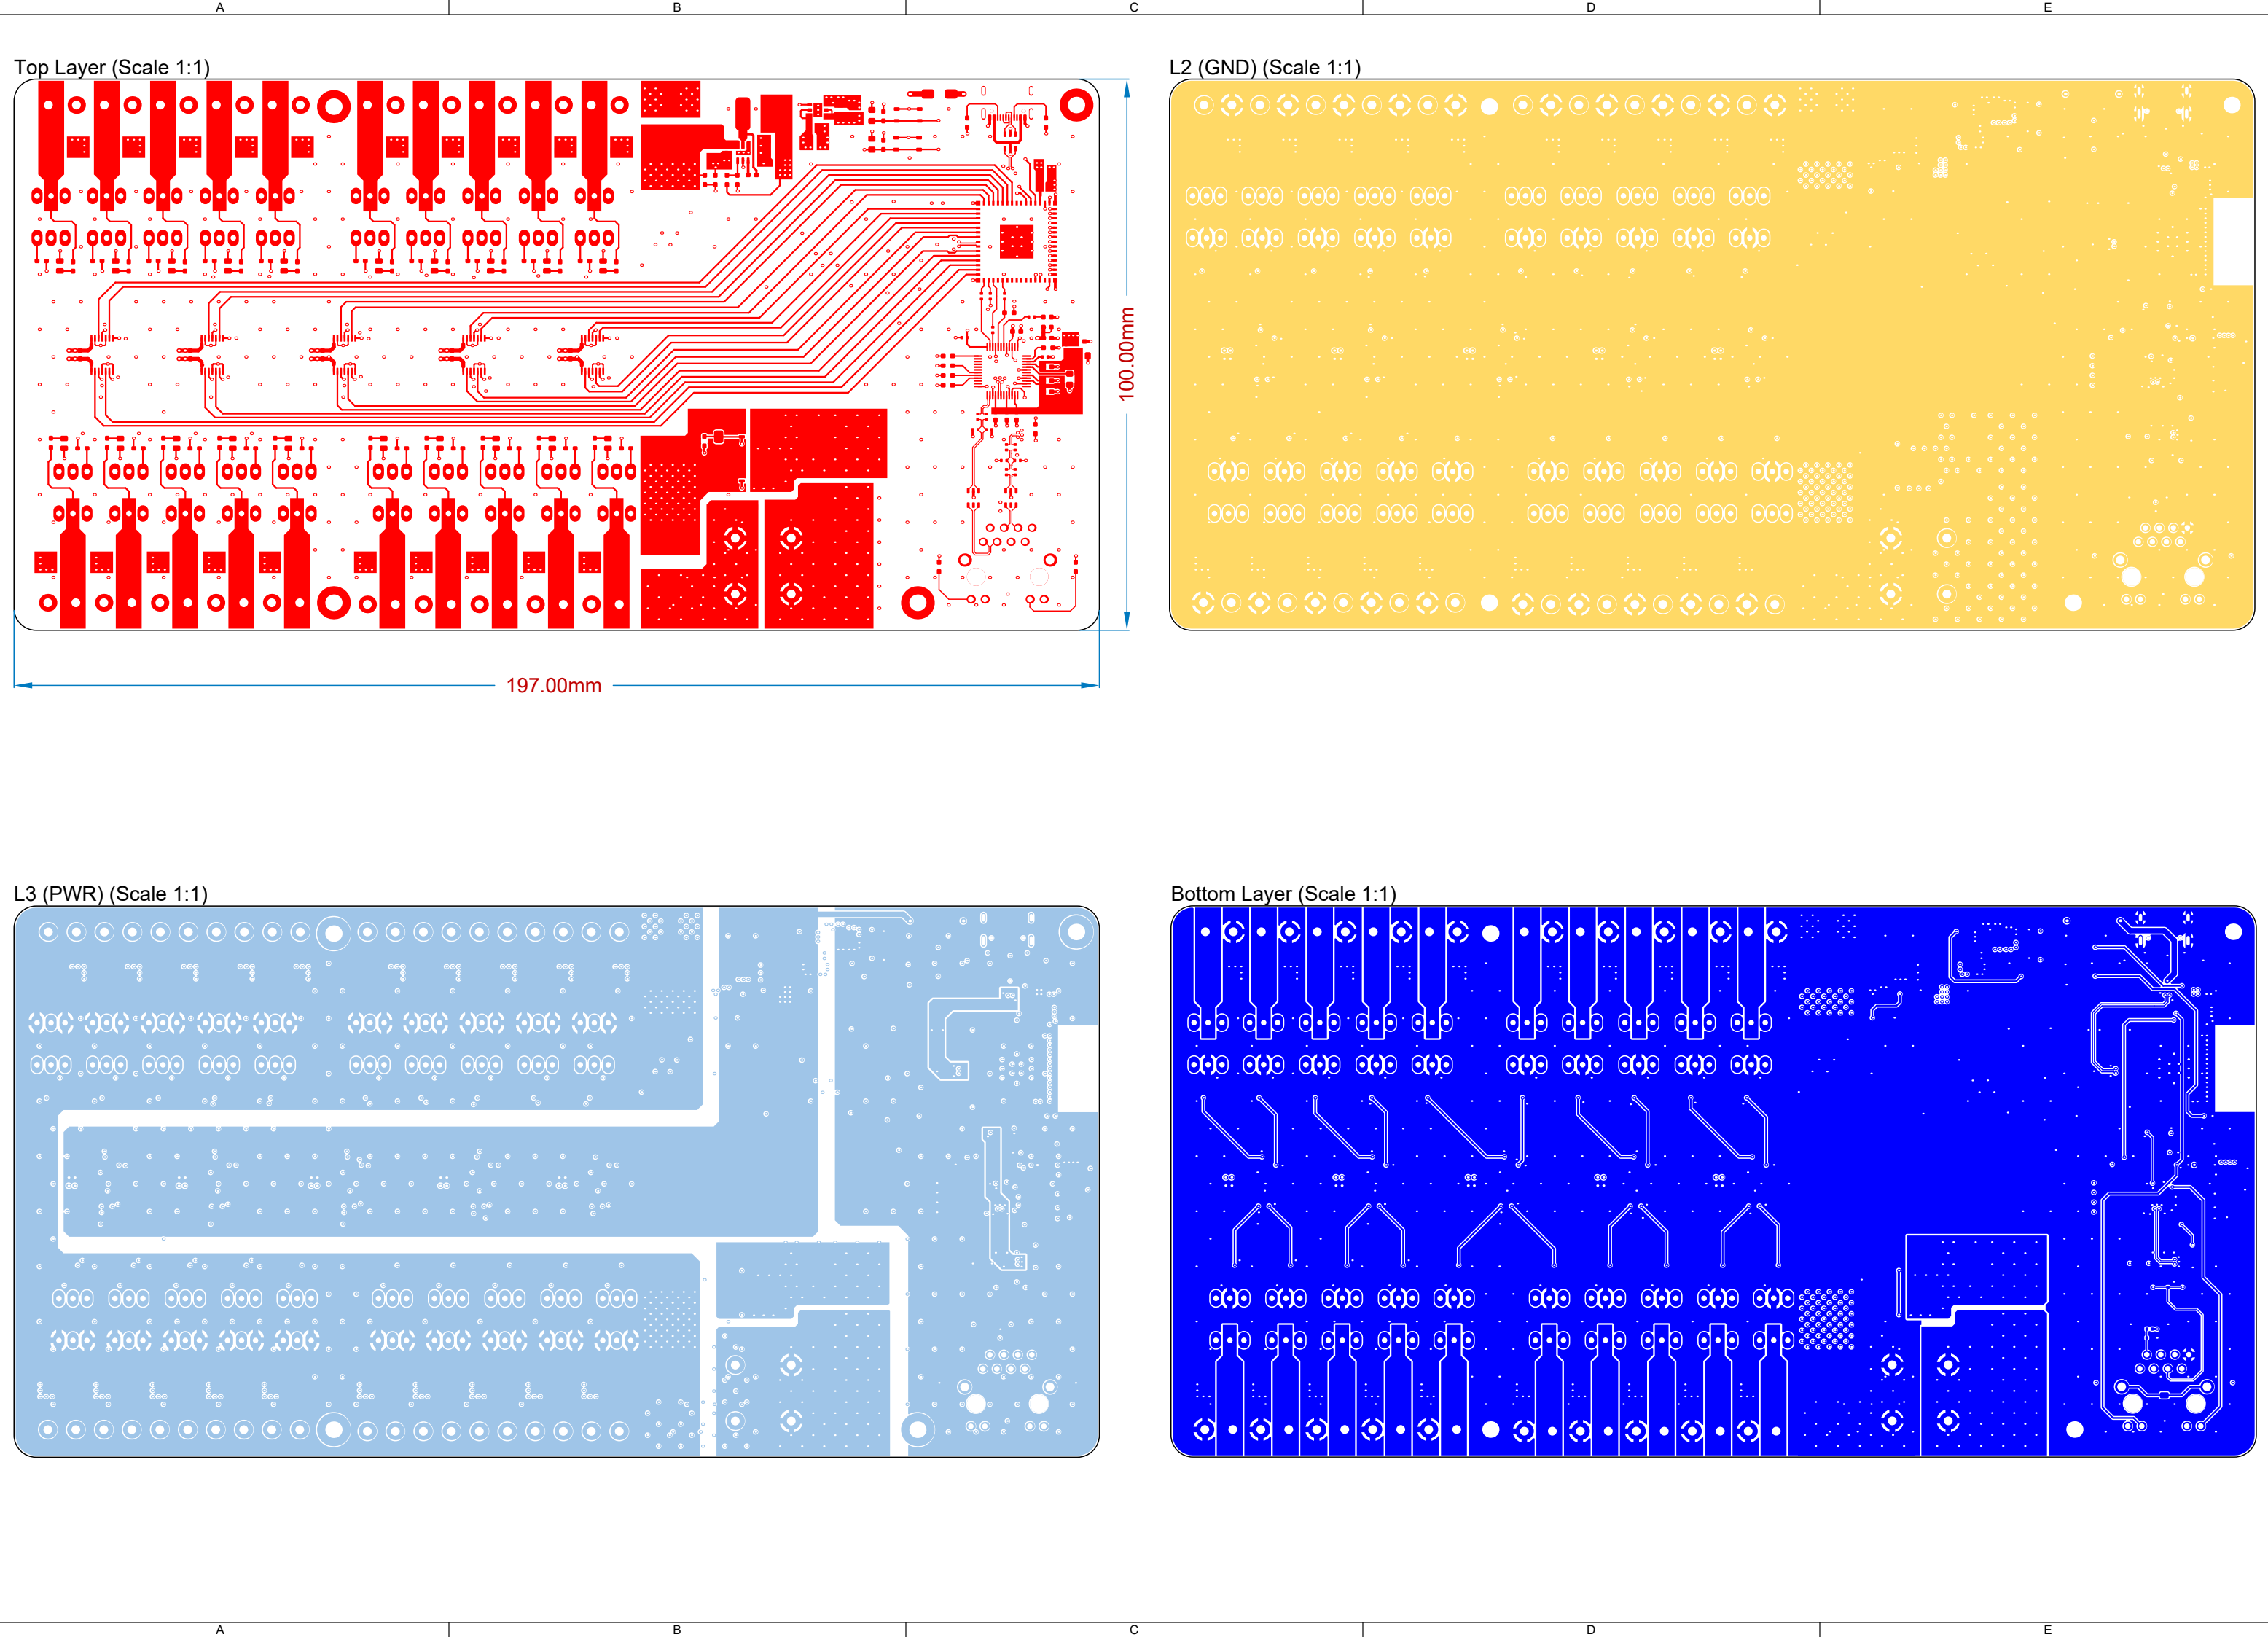 A B C D E
Top Layer (Scale 1:1)
L2 (GND) (Scale 1:1)
100.00mm
197.00mm
L3 (PWR) (Scale 1:1)
Bottom Layer (Scale 1:1)
A B C D E